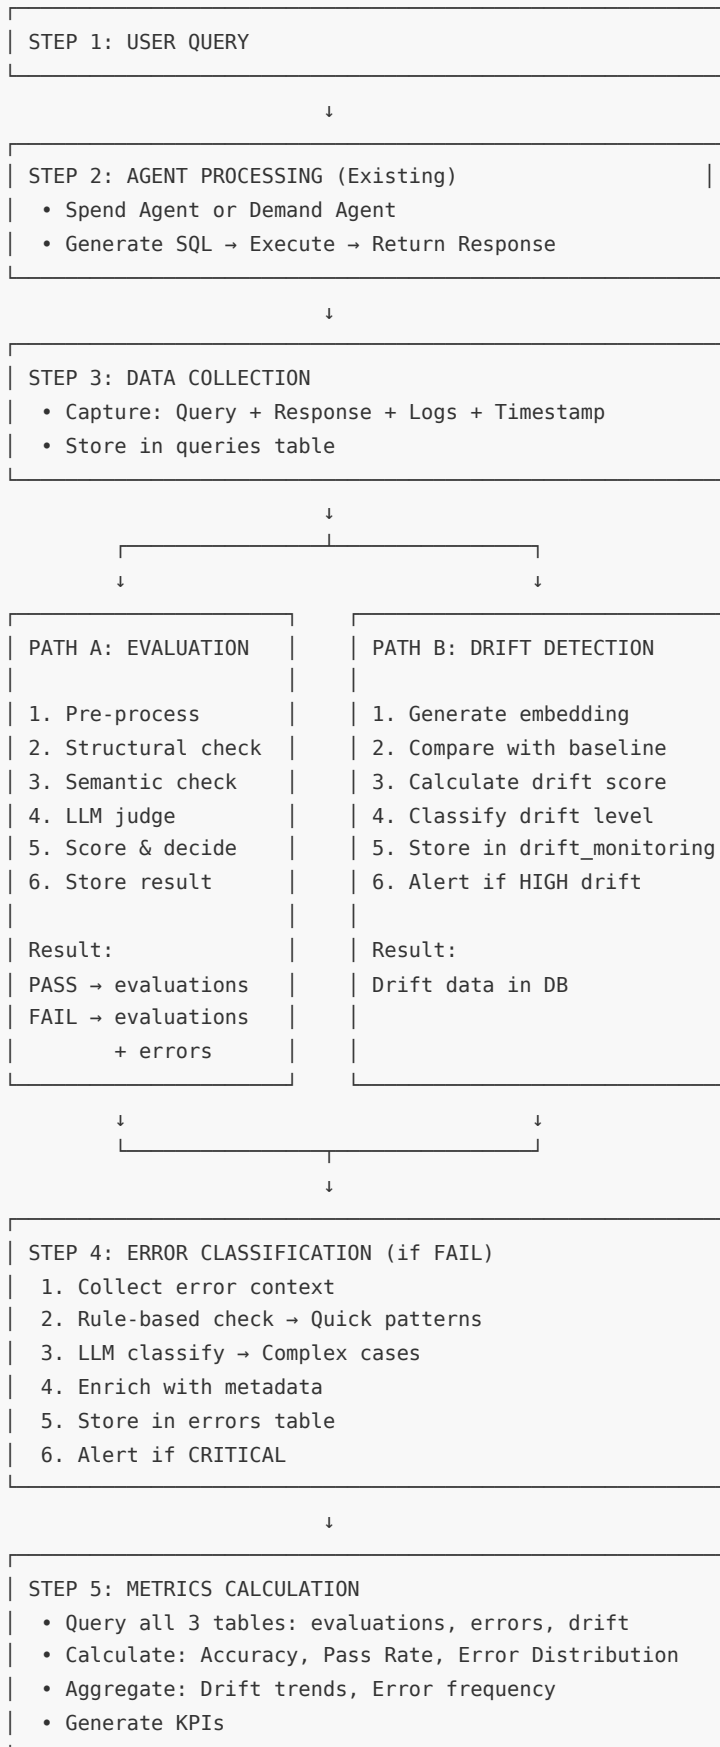 STEP 1: USER QUERY
↓
STEP 2: AGENT PROCESSING (Existing)
• Spend Agent or Demand Agent
• Generate SQL → Execute → Return Response
↓
STEP 3: DATA COLLECTION
• Capture: Query + Response + Logs + Timestamp
• Store in queries table
↓
↓ ↓
PATH A: EVALUATION
1. Pre-process
2. Structural check
3. Semantic check
4. LLM judge
5. Score & decide
6. Store result
Result:
PASS → evaluations
FAIL → evaluations
+ errors
PATH B: DRIFT DETECTION
1. Generate embedding
2. Compare with baseline
3. Calculate drift score
4. Classify drift level
5. Store in drift_monitoring
6. Alert if HIGH drift
Result:
Drift data in DB
↓ ↓
↓
STEP 4: ERROR CLASSIFICATION (if FAIL)
1. Collect error context
2. Rule-based check → Quick patterns
3. LLM classify → Complex cases
4. Enrich with metadata
5. Store in errors table
6. Alert if CRITICAL
↓
STEP 5: METRICS CALCULATION
• Query all 3 tables: evaluations, errors, drift
• Calculate: Accuracy, Pass Rate, Error Distribution
• Aggregate: Drift trends, Error frequency
• Generate KPIs